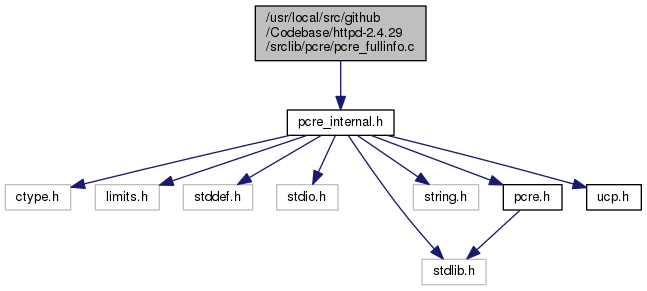 /usr/local/src/github
/Codebase/httpd-2.4.29
/srclib/pcre/pcre_fullinfo.c
pcre_internal.h
ctype.h
limits.h
stddef.h
stdio.h
string.h
pcre.h
ucp.h
stdlib.h